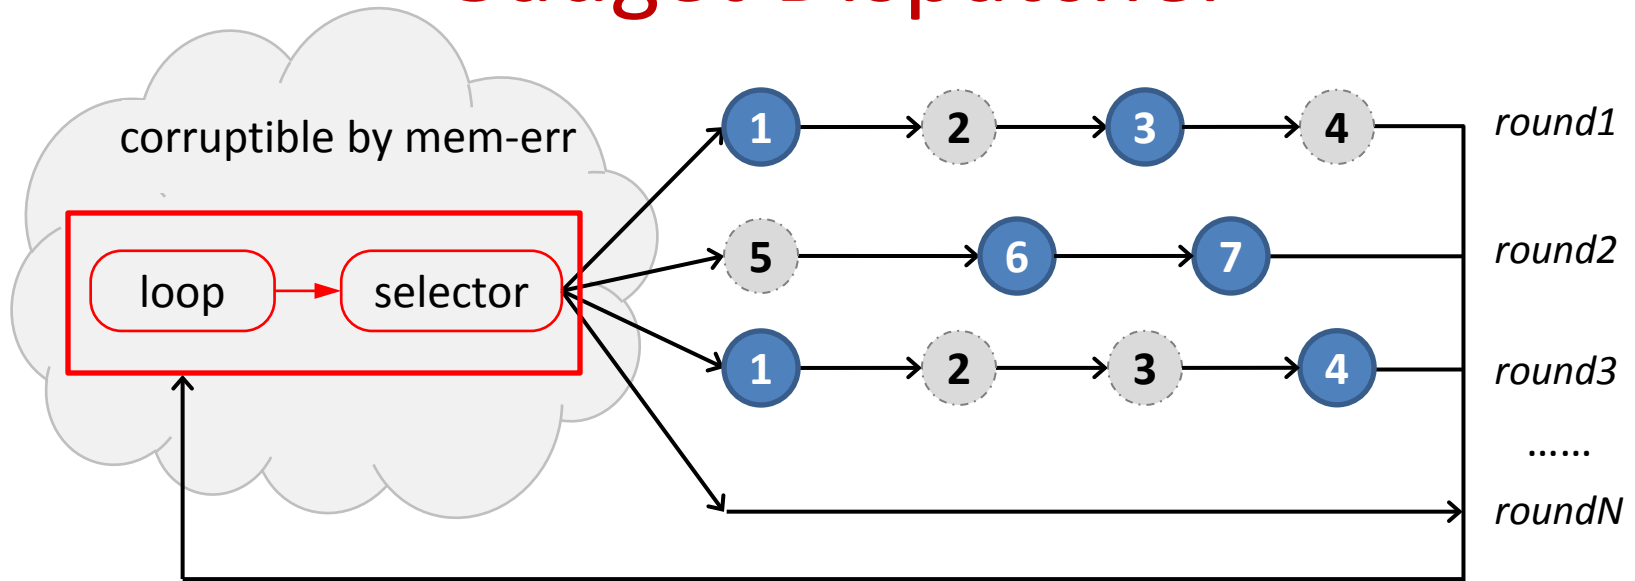 corruptible by mem-err
loop
selector
1 2 3 4 round1
5 6 7 round2
1 2 3 4 round3
......
roundN